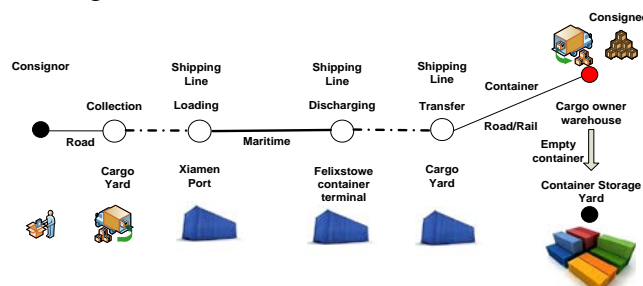 Consignee
Consignor
Shipping
Line
Shipping
Line
Shipping
Line
Collection
Loading
Discharging
Transfer
Container
Road
Maritime
Road/Rail
Cargo owner
warehouse
Empty
container
Cargo
Yard
Xiamen
Port
Felixstowe
container
terminal
Cargo
Yard
Container Storage
Yard